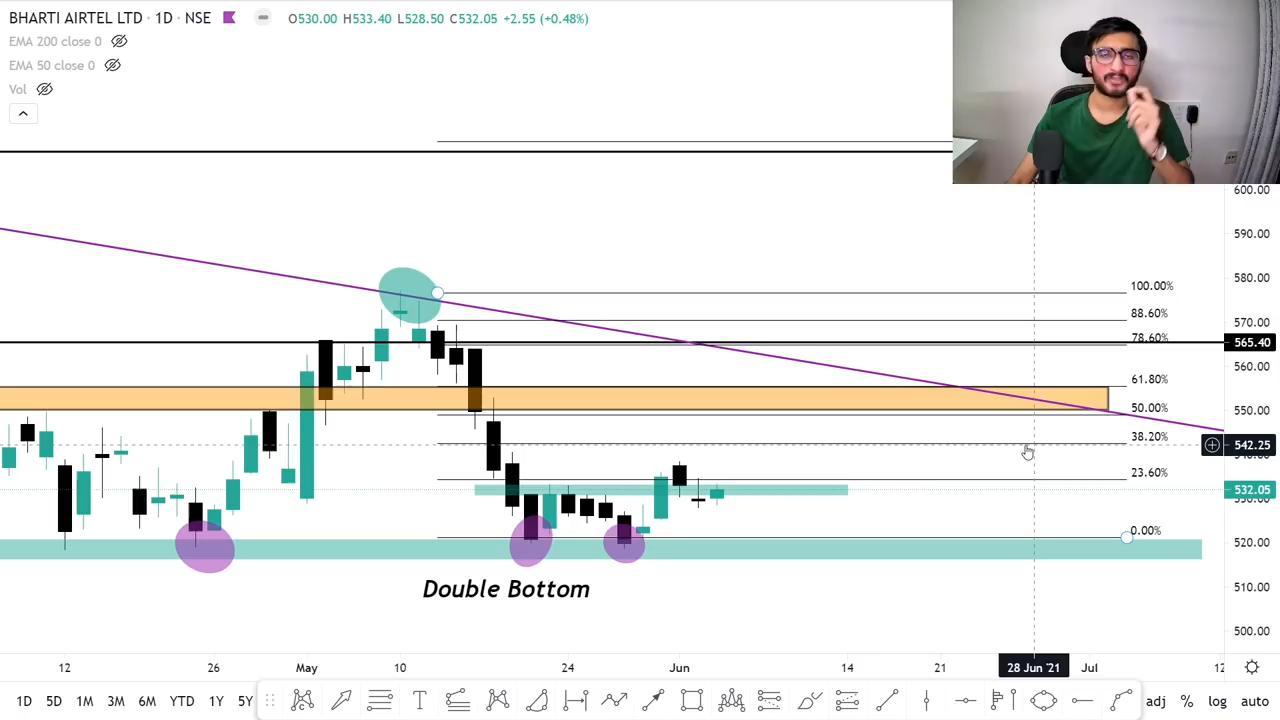 BHARTI AIRTEL LTD · 1D · NSE O530.00 H533.40 L528.50 C532.05 +2.55 (+0.48%)
EMA 200 close 0
EMA 50 close 0
Vol
600.00
590.00
580.00
100.00%
88.60%
570.00
78.60%
565.40
560.00
61.80%
50.00%
550.00
38.20%
542.25
23.60%
532.05
0.00%
520.00
Double Bottom
510.00
500.00
12 26 May 10 24 Jun 14 21 28 Jun '21 Jul 12
1D 5D 1M 3M 6M YTD 1Y 5Y adj % log auto